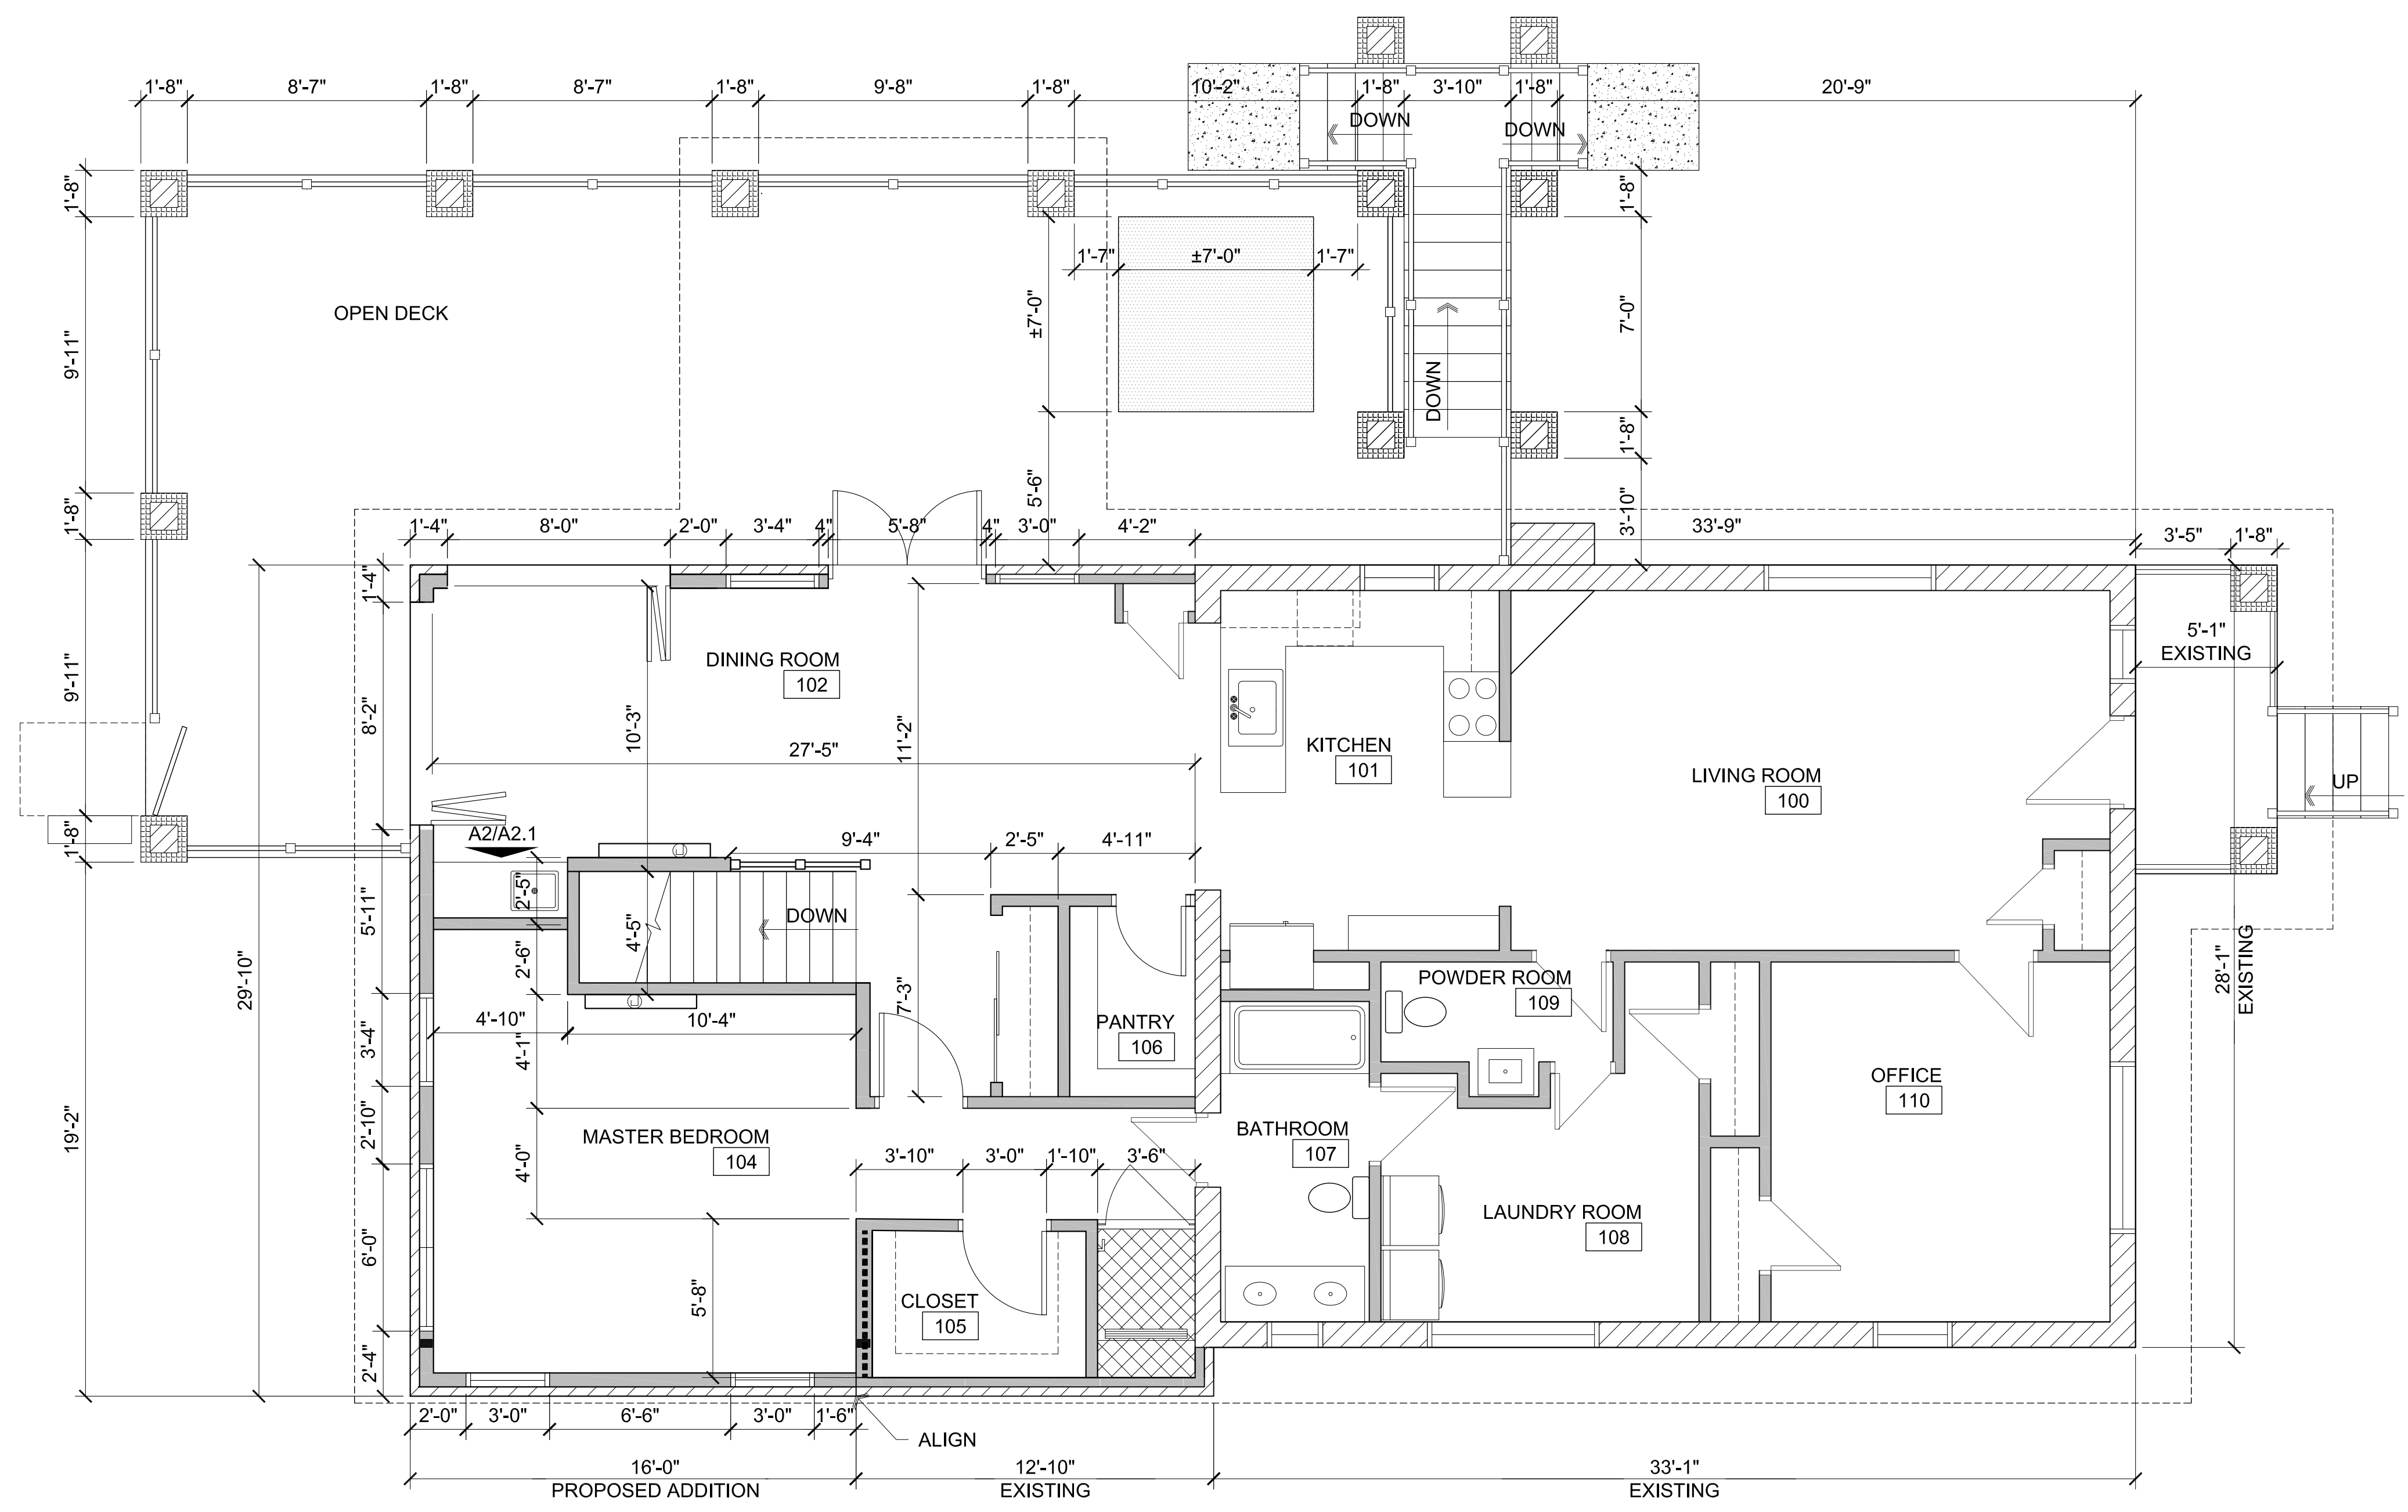 1'-8" 8'-7" 1'-8" 8'-7" 1'-8" 9'-8" 1'-8" 10'-2" 1'-8" 3'-10" 1'-8" 20'-9"
DOWN DOWN
1'-8" 1'-8"
1'-7" ±7'-0" 1'-7"
OPEN DECK
±7'-0" 7'-0"
9'-11"
DOWN
1'-8"
5'-6"
1'-8" 3'-10"
1'-4" 8'-0" 2'-0" 3'-4" 4" 5'-8" 4" 3'-0" 4'-2" 33'-9"
3'-5" 1'-8"
1'-4"
5'-1"
EXISTING
DINING ROOM
102
9'-11"
8'-2"
10'-3"
11'-2"
27'-5"
KITCHEN
101
LIVING ROOM
100
UP
1'-8"
A2/A2.1
9'-4" 2'-5" 4'-11"
2'-5"
5'-11"
4'-5"
DOWN
2'-6"
29'-10"
7'-3"
POWDER ROOM
109
28'-1"
EXISTING
4'-10" 10'-4"
3'-4"
4'-1"
PANTRY
106
OFFICE
110
19'-2"
2'-10"
MASTER BEDROOM
104
BATHROOM
107
4'-0"
3'-10" 3'-0" 1'-10" 3'-6"
LAUNDRY ROOM
108
6'-0"
5'-8"
CLOSET
105
2'-4"
2'-0" 3'-0" 6'-6" 3'-0" 1'-6"
ALIGN
16'-0" 12'-10" 33'-1"
PROPOSED ADDITION EXISTING EXISTING